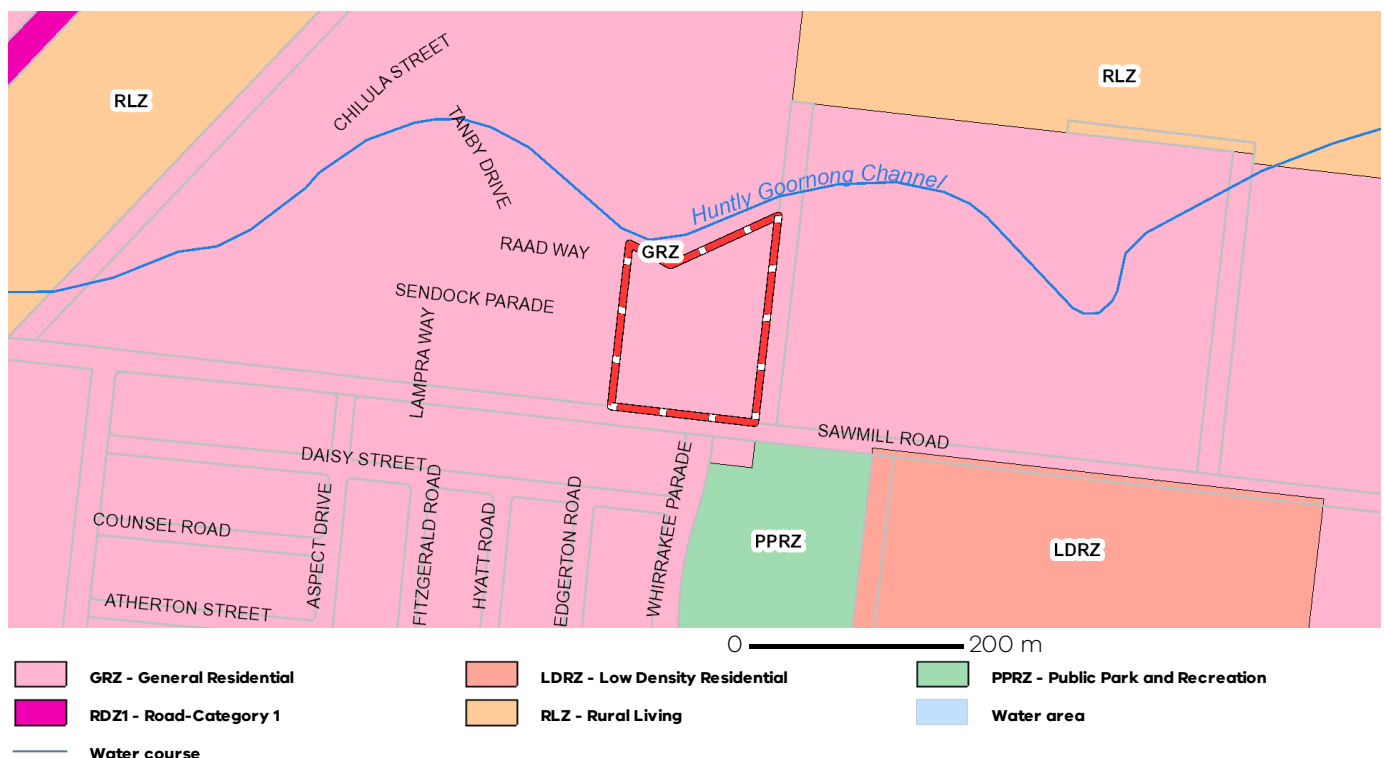 RLZ
CHILULA STREET
TANBY DRIVE
RLZ
Huntly Goornong Channel
RAAD WAY
GRZ
SENDOCK PARADE
LAMPRA WAY
SAWMILL ROAD
DAISY STREET
COUNSEL ROAD
ASPECT DRIVE
FITZGERALD ROAD
HYATT ROAD
EDGERTON ROAD
WHIRRAKEE PARADE
PPRZ
LDRZ
ATHERTON STREET
0 200 m
GRZ - General Residential
LDRZ - Low Density Residential
PPRZ - Public Park and Recreation
RDZ1 - Road-Category 1
RLZ - Rural Living
Water area
Water course